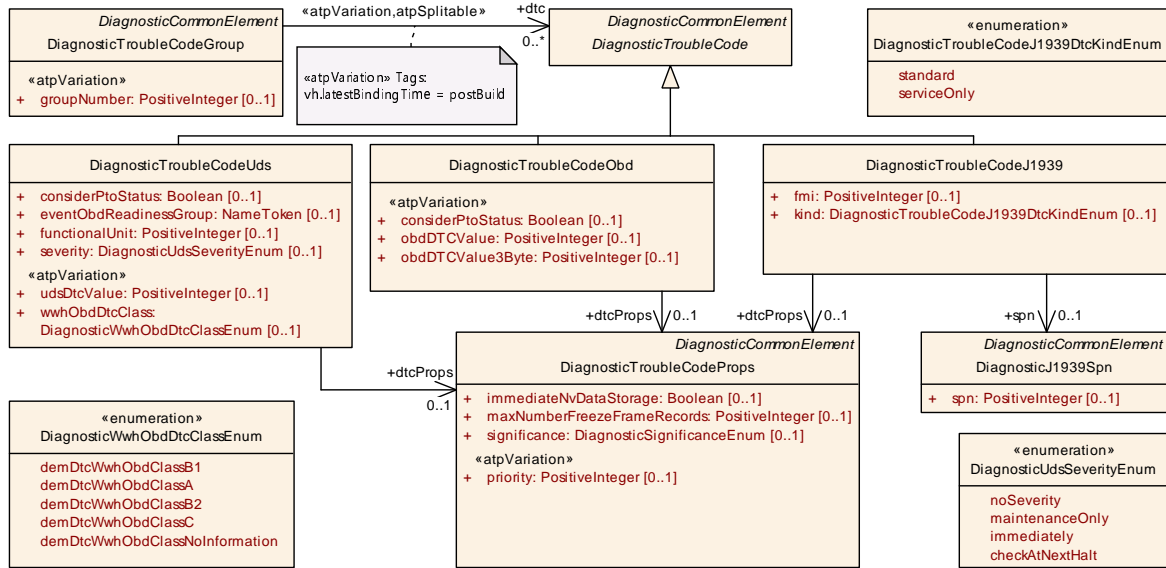 DiagnosticCommonElement
DiagnosticTroubleCodeGroup
«atpVariation»
+ groupNumber: PositiveInteger [0..1]
«atpVariation,atpSplitable»
+dtc
0..*
«atpVariation» Tags:
vh.latestBindingTime = postBuild
DiagnosticCommonElement
DiagnosticTroubleCode
«enumeration»
DiagnosticTroubleCodeJ1939DtcKindEnum
standard
serviceOnly
DiagnosticTroubleCodeUds
+ considerPtoStatus: Boolean [0..1]
+ eventObdReadinessGroup: NameToken [0..1]
+ functionalUnit: PositiveInteger [0..1]
+ severity: DiagnosticUdsSeverityEnum [0..1]
«atpVariation»
+ udsDtcValue: PositiveInteger [0..1]
+ wwhObdDtcClass:
DiagnosticWwhObdDtcClassEnum [0..1]
DiagnosticTroubleCodeObd
«atpVariation»
+ considerPtoStatus: Boolean [0..1]
+ obdDTCValue: PositiveInteger [0..1]
+ obdDTCValue3Byte: PositiveInteger [0..1]
DiagnosticTroubleCodeJ1939
+ fmi: PositiveInteger [0..1]
+ kind: DiagnosticTroubleCodeJ1939DtcKindEnum [0..1]
+dtcProps 0..1
+dtcProps 0..1
+spn 0..1
+dtcProps
0..1
DiagnosticCommonElement
DiagnosticTroubleCodeProps
+ immediateNvDataStorage: Boolean [0..1]
+ maxNumberFreezeFrameRecords: PositiveInteger [0..1]
+ significance: DiagnosticSignificanceEnum [0..1]
«atpVariation»
+ priority: PositiveInteger [0..1]
DiagnosticCommonElement
DiagnosticJ1939Spn
+ spn: PositiveInteger [0..1]
«enumeration»
DiagnosticWwhObdDtcClassEnum
demDtcWwhObdClassB1
demDtcWwhObdClassA
demDtcWwhObdClassB2
demDtcWwhObdClassC
demDtcWwhObdClassNoInformation
«enumeration»
DiagnosticUdsSeverityEnum
noSeverity
maintenanceOnly
immediately
checkAtNextHalt